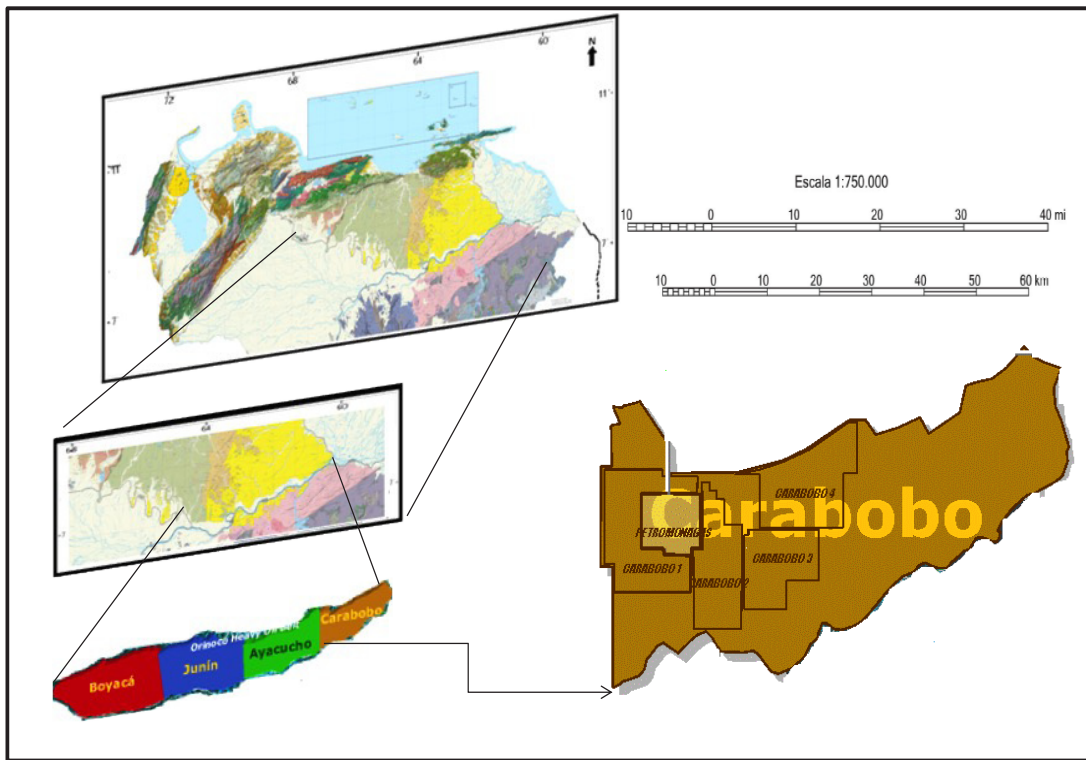 60
64
68
72
N
11
11
7
7
Escala 1:750.000
10 0 10 20 30 40 mi
10 0 10 20 30 40 50 60 km
68
64
60
7
7
Carabobo
CARABOBO 4
PETROMONAGAS
CARABOBO 3
CARABOBO 1
CARABOBO 2
Carabobo
Orinoco Heavy Oil Belt
Ayacucho
Junín
Boyacá